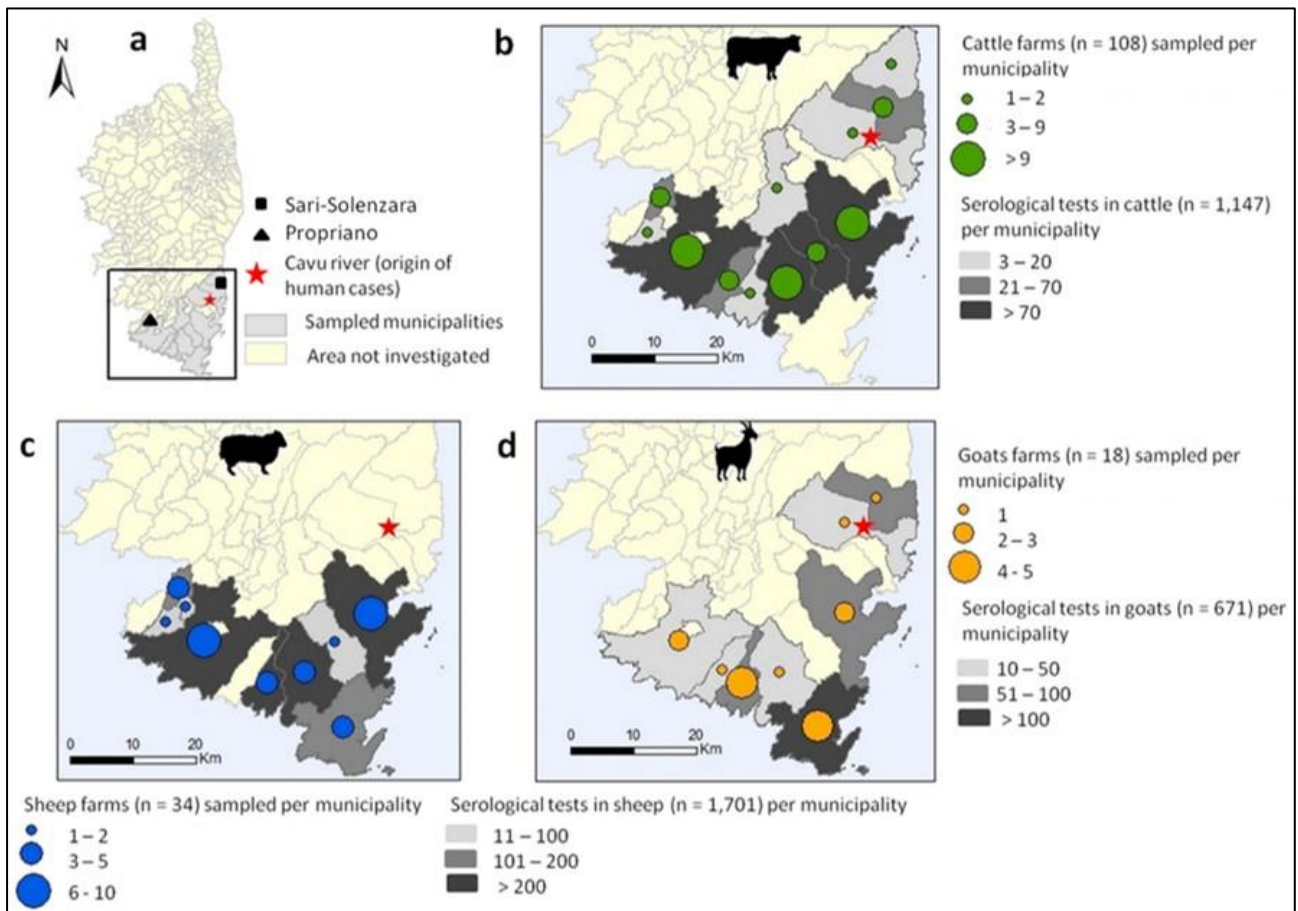 a
N
Sari-Solenzara
Propriano
Cavu river (origin of
human cases)
Sampled municipalities
Area not investigated
b
0 10 20
Km
Cattle farms (n = 108) sampled per
municipality
1 – 2
3 – 9
> 9
Serological tests in cattle (n = 1,147)
per municipality
3 – 20
21 - 70
> 70
c
0 10 20
Km
d
0 10 20
Km
Goats farms (n = 18) sampled per
municipality
1
2 – 3
4 - 5
Serological tests in goats (n = 671) per
municipality
10 – 50
51 – 100
> 100
Sheep farms (n = 34) sampled per municipality
1 – 2
3 – 5
6 - 10
Serological tests in sheep (n = 1,701) per municipality
11 – 100
101 – 200
> 200